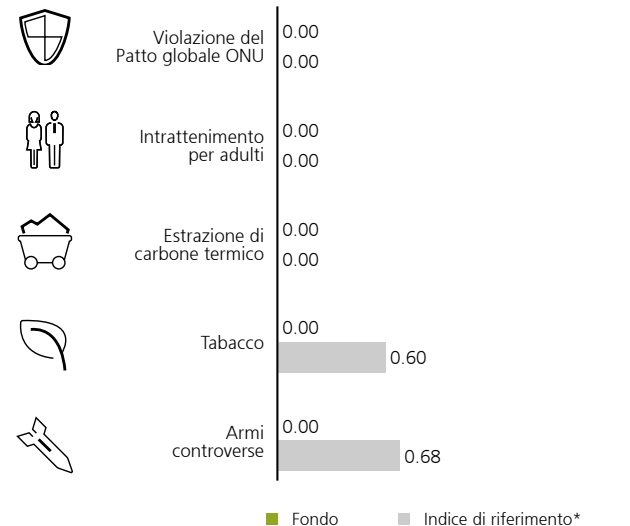 Violazione del
Patto globale ONU
0.00
0.00
Intrattenimento
per adulti
0.00
0.00
Estrazione di
carbone termico
0.00
0.00
Tabacco
0.00
0.60
Armi
controverse
0.00
0.68
Fondo
Indice di riferimento*